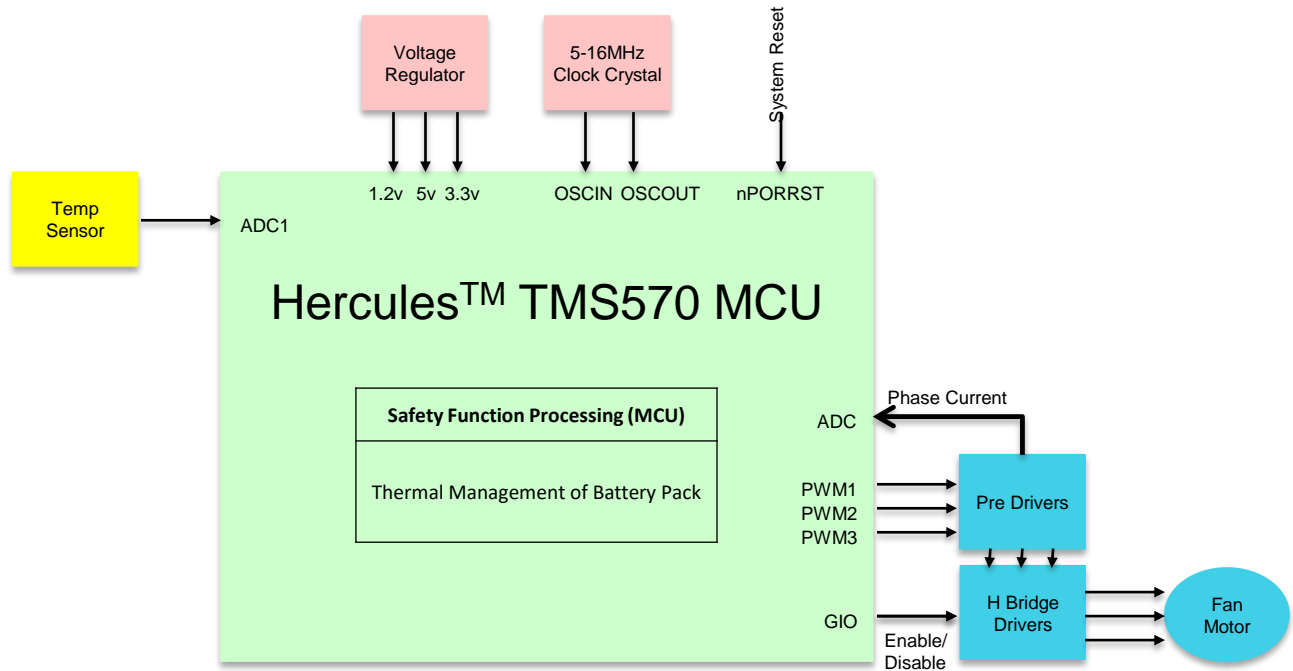 Voltage
Regulator
5-16MHz
Clock Crystal
System Reset
1.2v 5v 3.3v
OSCIN OSCOUT
nPORRST
Temp
Sensor
ADC1
Hercules™ TMS570 MCU
Safety Function Processing (MCU)
Thermal Management of Battery Pack
Phase Current
ADC
PWM1
PWM2
PWM3
Pre Drivers
GIO
Enable/
Disable
H Bridge
Drivers
Fan
Motor